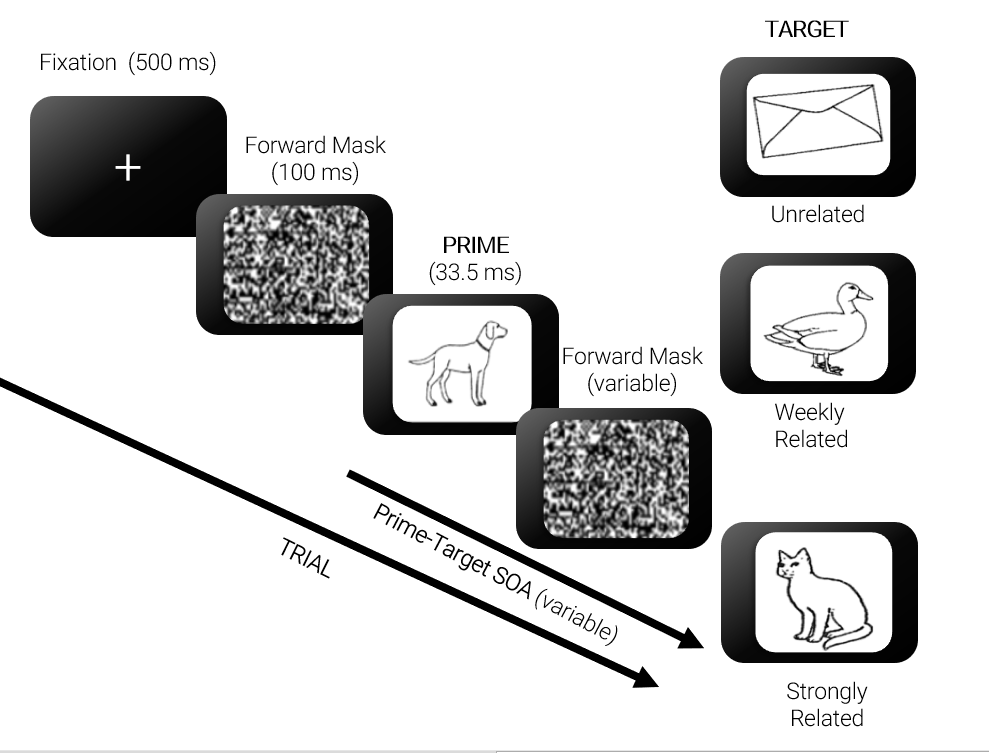 TARGET
Fixation (500 ms)
Forward Mask
(100 ms)
Unrelated
PRIME
(33.5 ms)
Forward Mask
(variable)
Weekly
Related
Prime-Target SOA (variable)
TRIAL
Strongly
Related